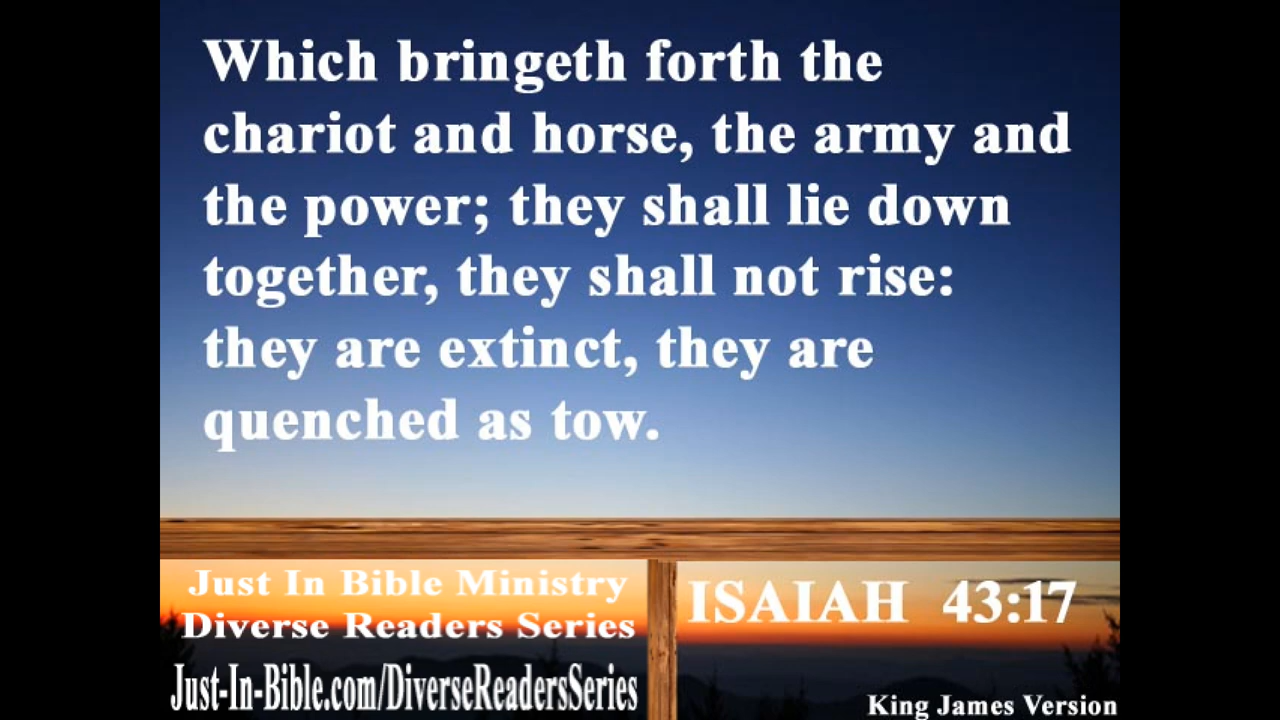 Which bringeth forth the
chariot and horse, the army and
the power; they shall lie down
together, they shall not rise:
they are extinct, they are
quenched as tow.
Just In Bible Ministry
Diverse Readers Series
Just-In-Bible.com/DiverseReadersSeries
ISAIAH 43:17
King James Version